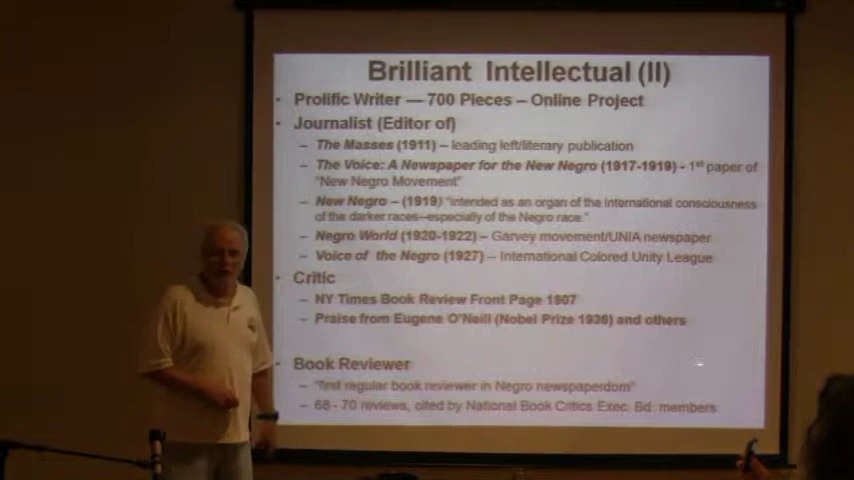 Brilliant Intellectual (II)
• Prolific Writer — 700 Pieces – Online Project
• Journalist (Editor of)
– The Masses (1911) – leading left/literary publication
– The Voice: A Newspaper for the New Negro (1917-1919) - 1st paper of
"New Negro Movement"
– New Negro – (1919) "intended as an organ of the international consciousness
of the darker races–especially of the Negro race."
– Negro World (1920-1922) – Garvey movement/UNIA newspaper
– Voice of the Negro (1927) – International Colored Unity League
• Critic
– NY Times Book Review Front Page 1907
– Praise from Eugene O'Neill (Nobel Prize 1936) and others
• Book Reviewer
– "first regular book reviewer in Negro newspaperdom"
– 68 - 70 reviews, cited by National Book Critics Exec. Bd. members